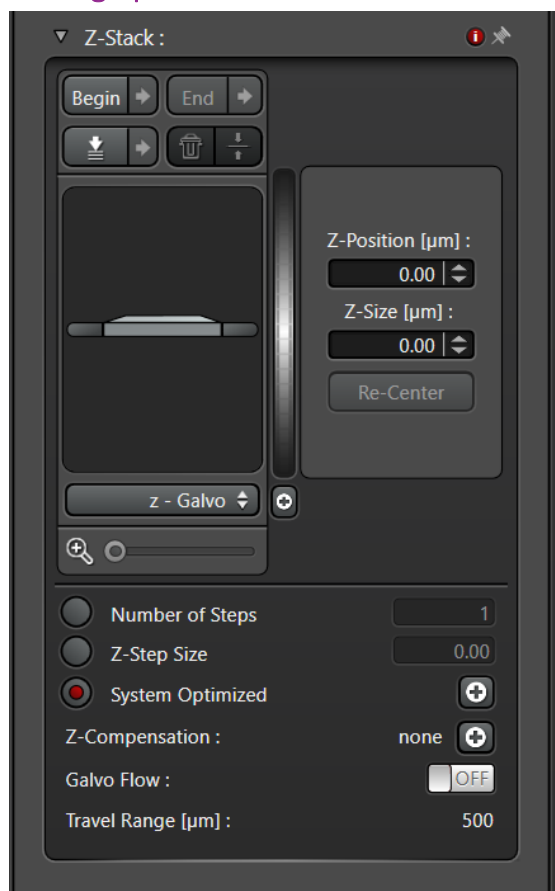 Z-Stack :
Begin End
Z-Position [µm] :
0.00
Z-Size [µm] :
0.00
Re-Center
z - Galvo
Number of Steps 1
Z-Step Size 0.00
System Optimized
Z-Compensation : none
Galvo Flow : OFF
Travel Range [µm] : 500